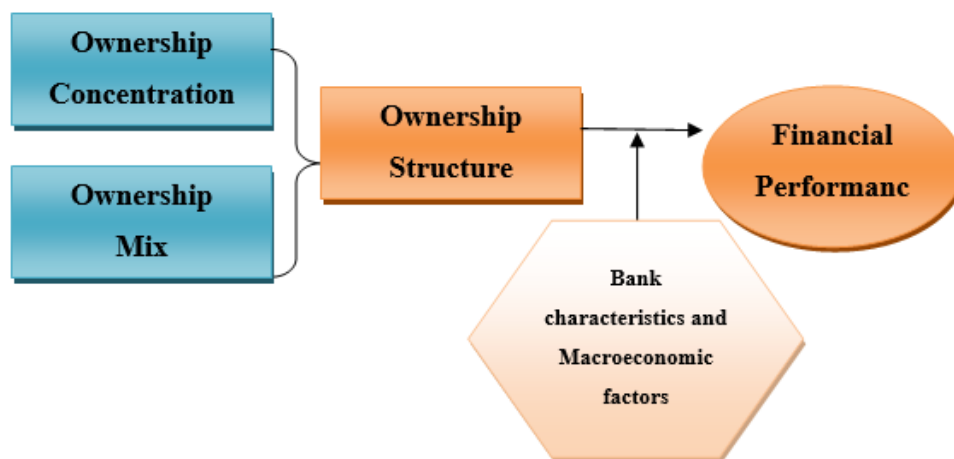 Ownership
Concentration
Ownership
Mix
Ownership
Structure
Financial
Performanc
Bank
characteristics and
Macroeconomic
factors